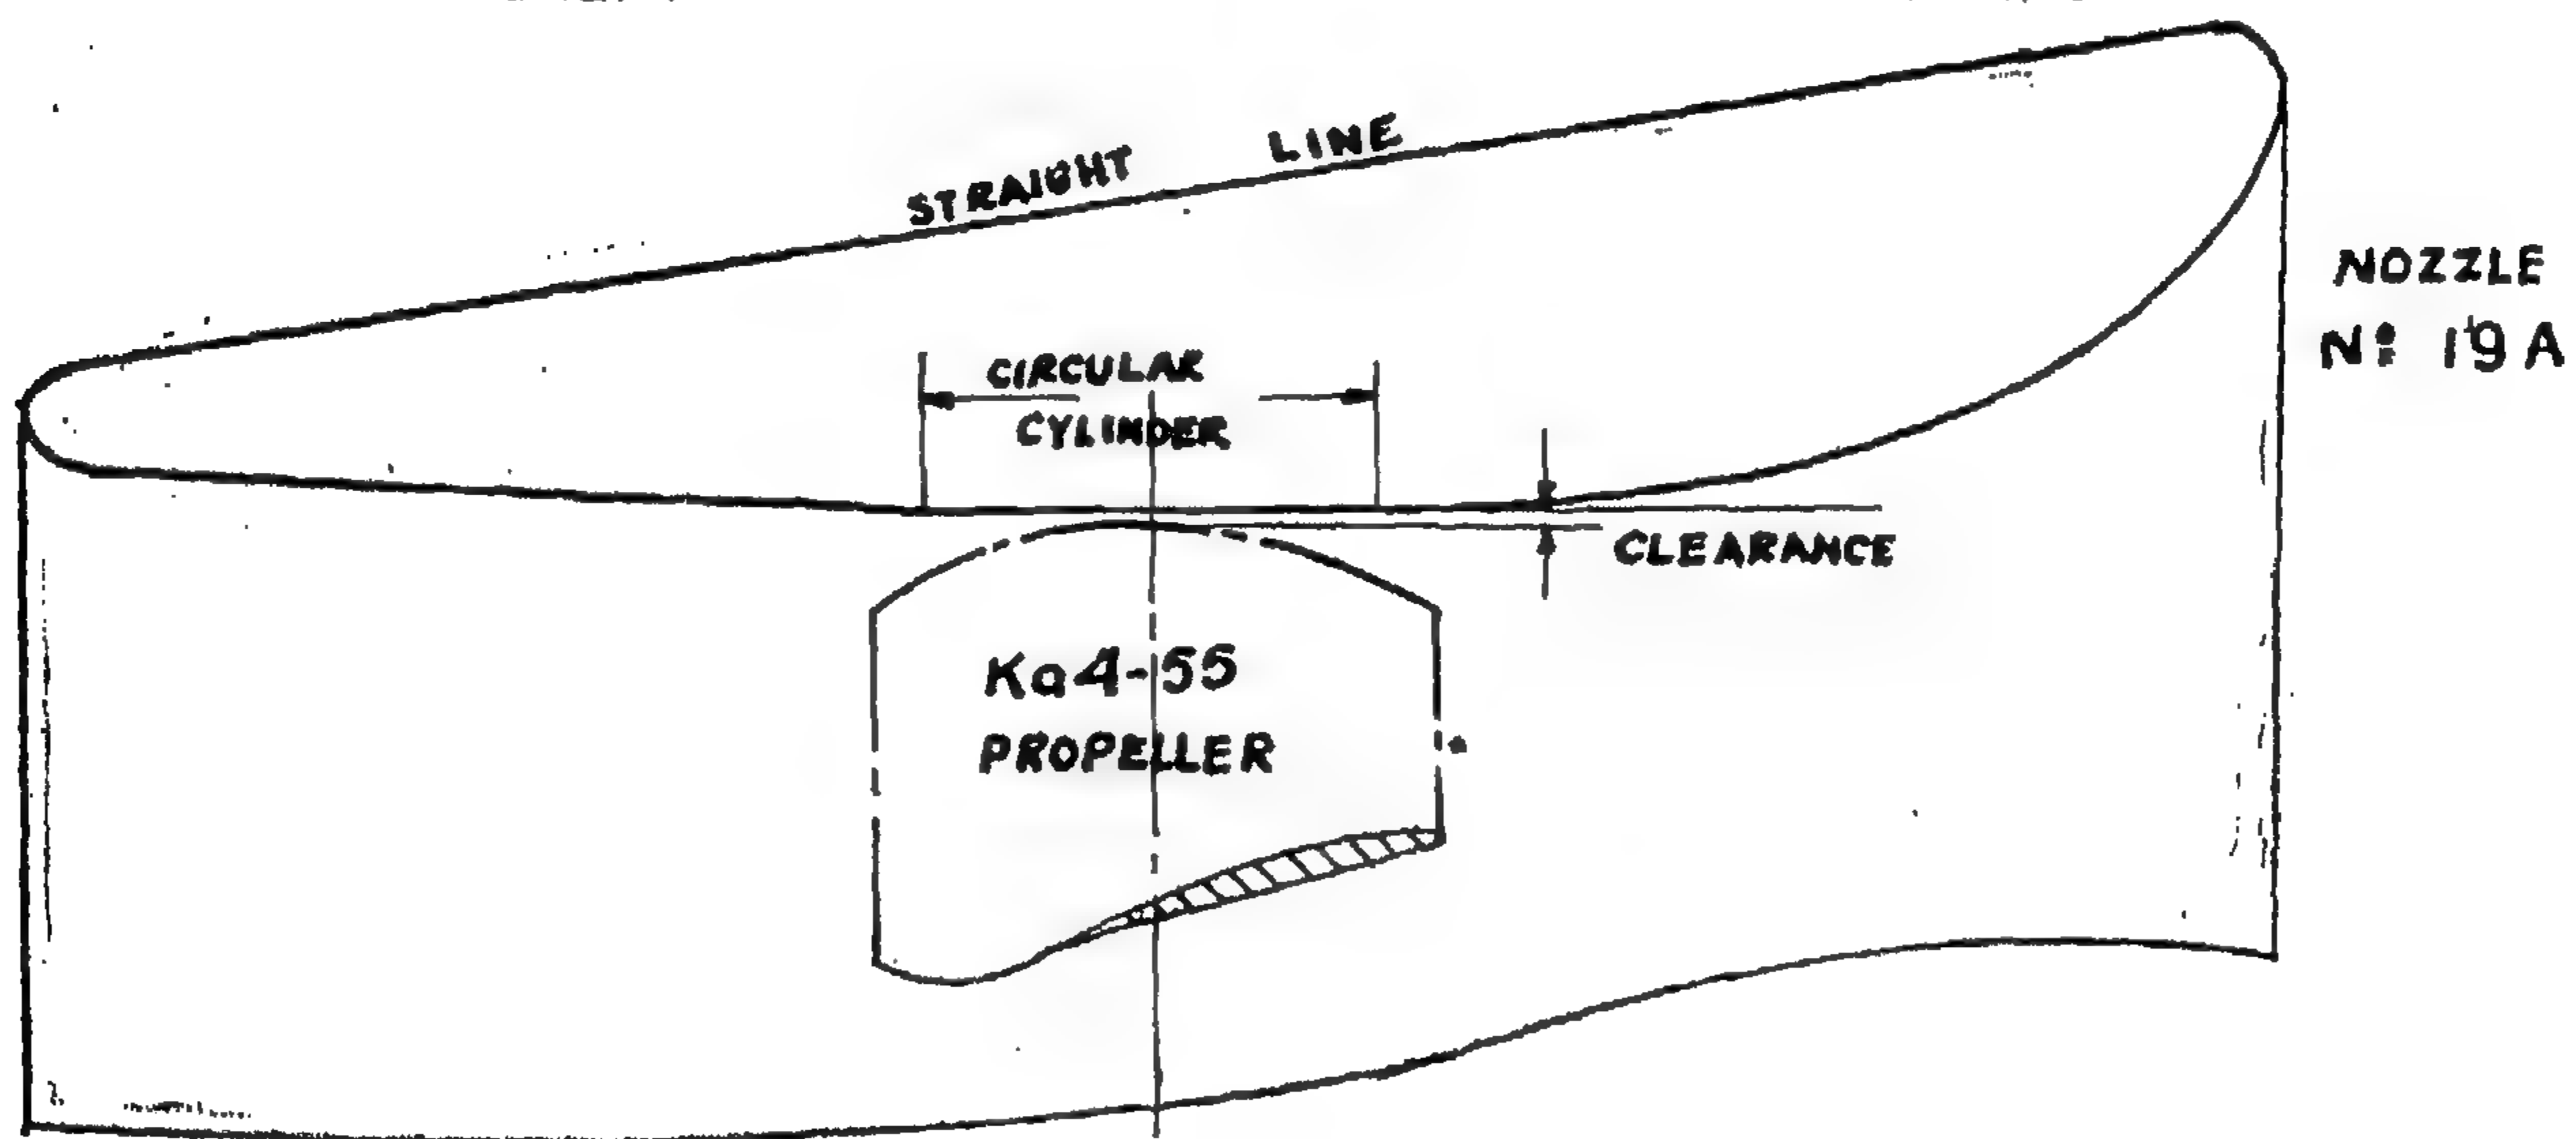 STRAIGHT LINE
NOZZLE
Nº 19A
CIRCULAR
CYLINDER
CLEARANCE
Ka4-55
PROPELLER